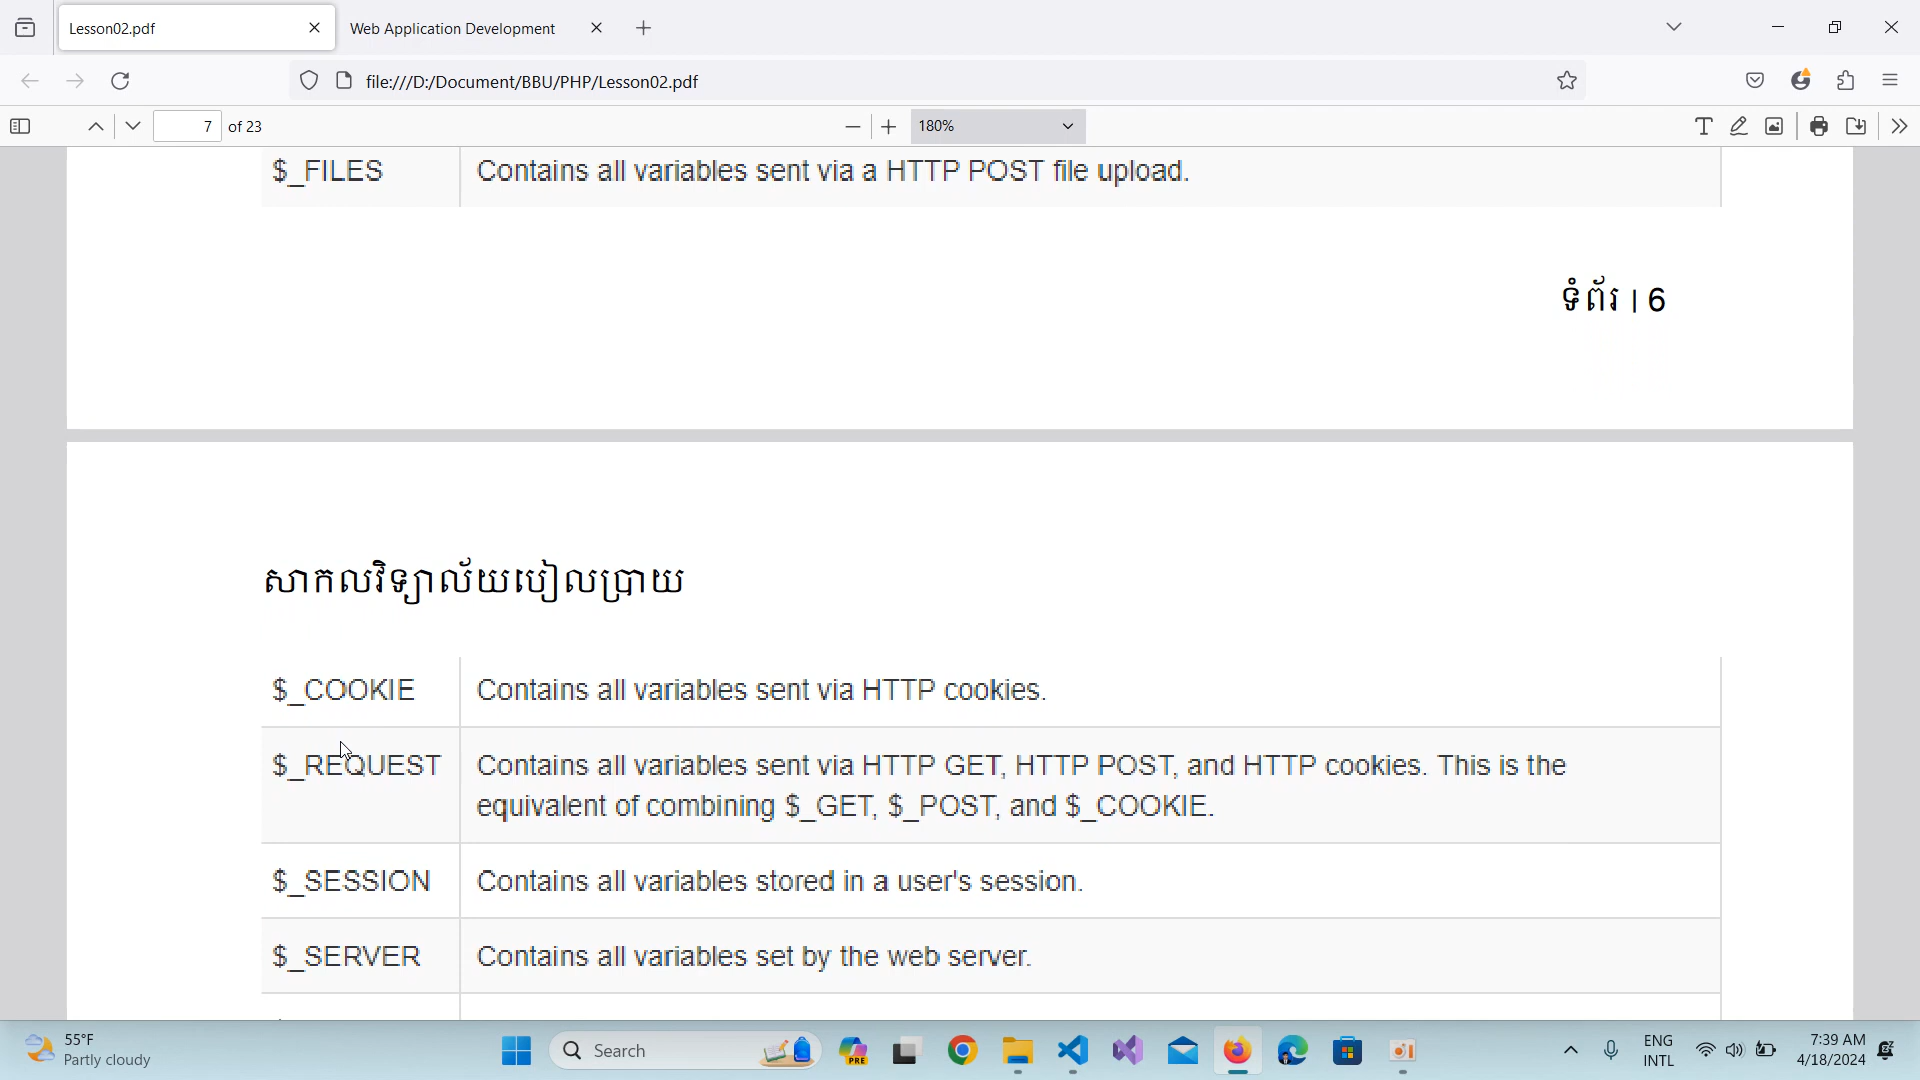 Lesson02.pdf
Web Application Development
file:///D:/Document/BBU/PHP/Lesson02.pdf
7 of 23
180%
$_FILES Contains all variables sent via a HTTP POST file upload.
ទំព័រ | 6
សាកលវិទ្យាល័យបៀលប្រាយ
$_COOKIE Contains all variables sent via HTTP cookies.
$_REQUEST Contains all variables sent via HTTP GET, HTTP POST, and HTTP cookies. This is the
equivalent of combining $_GET, $_POST, and $_COOKIE.
$_SESSION Contains all variables stored in a user's session.
$_SERVER Contains all variables set by the web server.
55°F
Partly cloudy
Search
PRE
ENG
INTL
7:39 AM
4/18/2024